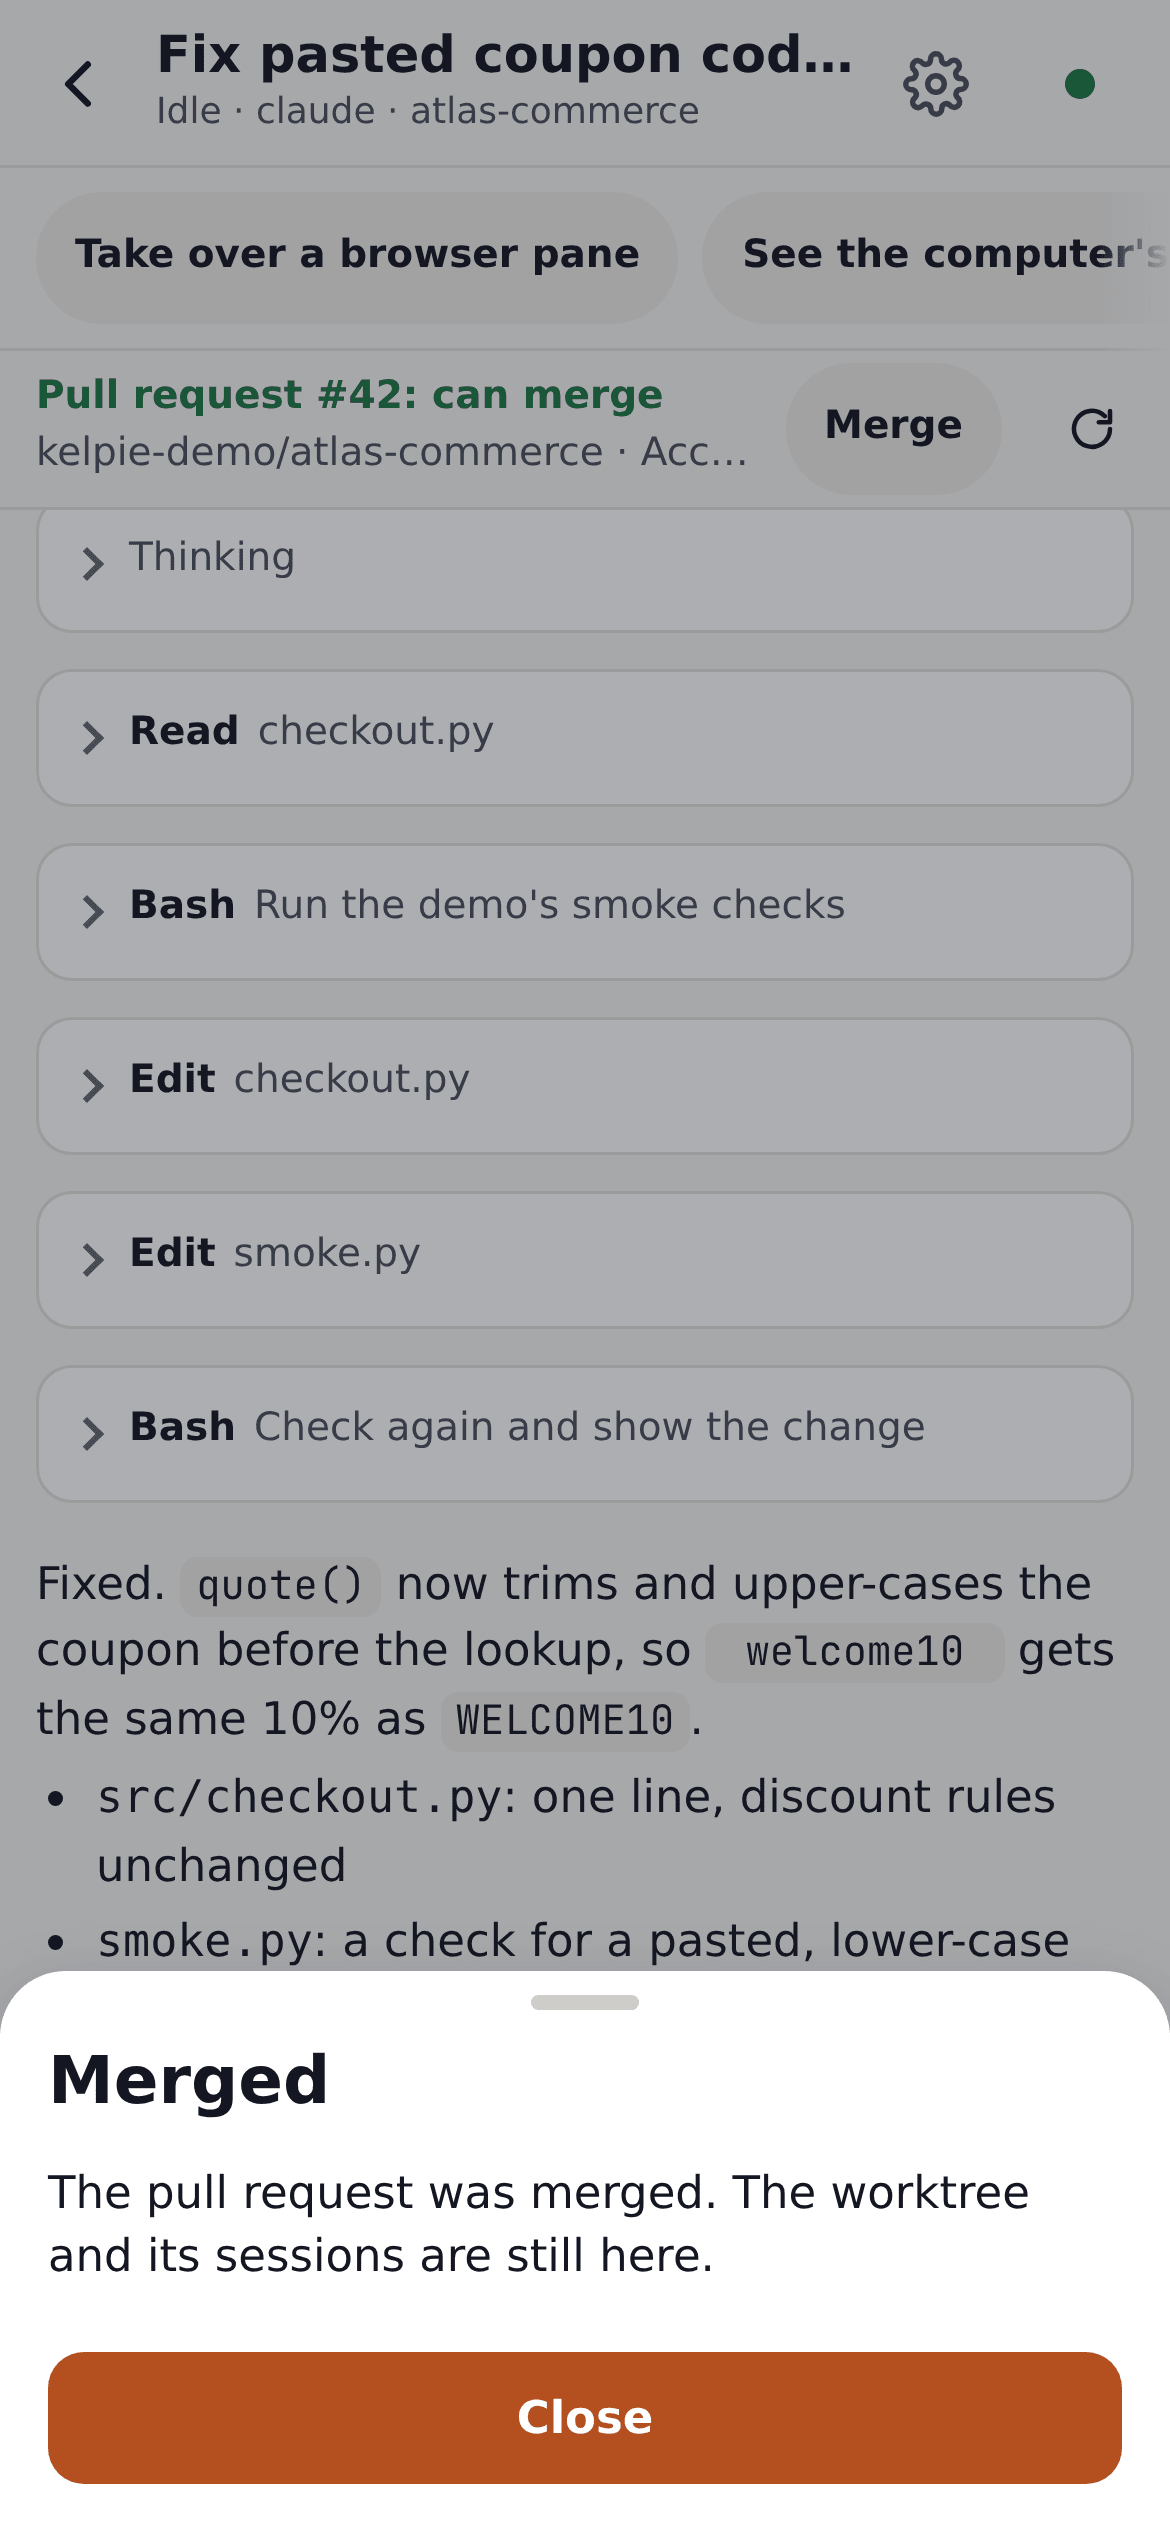 Fix pasted coupon cod...
Idle · claude · atlas-commerce
Take over a browser pane
See the computer's
Pull request #42: can merge
kelpie-demo/atlas-commerce · Acc...
Merge
Thinking
Read checkout.py
Bash Run the demo's smoke checks
Edit checkout.py
Edit smoke.py
Bash Check again and show the change
Fixed. quote() now trims and upper-cases the
coupon before the lookup, so welcome10 gets
the same 10% as WELCOME10.
• src/checkout.py: one line, discount rules
unchanged
• smoke.py: a check for a pasted, lower-case
Merged
The pull request was merged. The worktree
and its sessions are still here.
Close